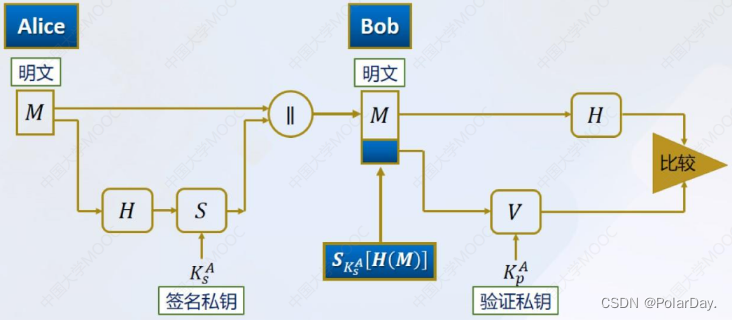 Alice
Bob
明文
明文
M
‖
M
H
比较
H
S
V
S_{K_s^A}[H(M)]
K_s^A
K_p^A
签名私钥
验证私钥
CSDN @PolarDay.
中国大学MOOC